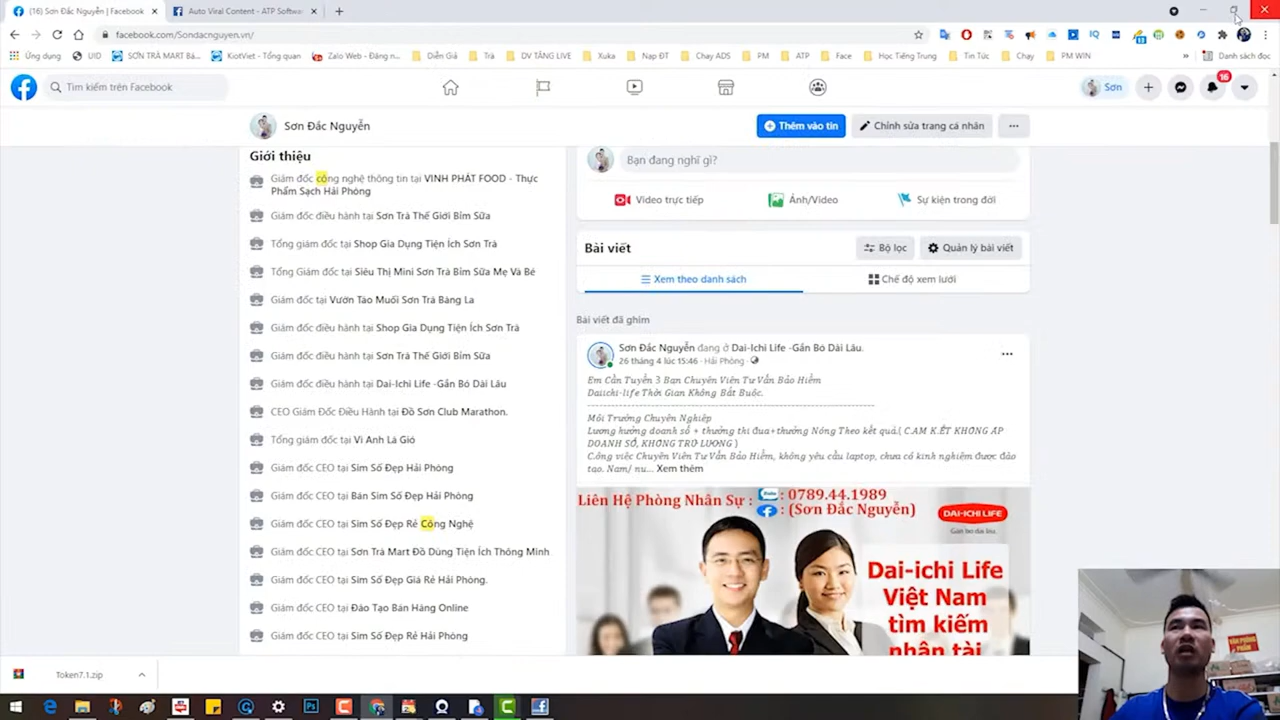 (16) Sơn Đắc Nguyễn | Facebook
Auto Viral Content - ATP Softwa
facebook.com/Sondacnguyen.vn/
Ứng dụng
UID
SƠN TRÀ MART Bá...
KiotViet - Quản lý...
Zalo Web - Đăng n...
Diễn Giả
Trà
DV TĂNG LIVE
Xuka
Nạp ĐT
Chạy ADS
PM
ATP
Face
Học Tiếng Trung
Tin Tức
Chạy
PM WIN
»
Danh sách đọc
Tìm kiếm trên Facebook
Sơn
16
Sơn Đắc Nguyễn
Thêm vào tin
Chỉnh sửa trang cá nhân
Giới thiệu
Giám đốc công nghệ thông tin tại VINH PHÁT FOOD - Thực
Phẩm Sạch Hải Phòng
Giám đốc điều hành tại Sơn Trà Thế Giới Bỉm Sữa
Tổng giám đốc tại Shop Gia Dụng Tiện Ích Sơn Trà
Tổng Giám đốc tại Siêu Thị Mini Sơn Trà Bỉm Sữa Mẹ Và Bé
Giám đốc tại Vườn Táo Muối Sơn Trà Bàng La
Giám đốc điều hành tại Shop Gia Dụng Tiện Ích Sơn Trà
Giám đốc điều hành tại Sơn Trà Thế Giới Bỉm Sữa
Giám đốc điều hành tại Dai-Ichi Life -Gắn Bó Dài Lâu
CEO Giám Đốc Điều Hành tại Đồ Sơn Club Marathon.
Tổng giám đốc tại Vì Anh Là Gió
Giám đốc CEO tại Sim Số Đẹp Hải Phòng
Giám đốc CEO tại Bán Sim Số Đẹp Hải Phòng
Giám đốc CEO tại Sim Số Đẹp Rẻ Công Nghệ
Giám đốc CEO tại Sơn Trà Mart Đồ Dùng Tiện Ích Thông Minh
Giám đốc CEO tại Sim Số Đẹp Giá Rẻ Hải Phòng.
Giám đốc CEO tại Đào Tạo Bán Hàng Online
Giám đốc CEO tại Sim Số Đẹp Rẻ Hải Phòng
Bạn đang nghĩ gì?
Video trực tiếp
Ảnh/Video
Sự kiện trong đời
Bài viết
Bộ lọc
Quản lý bài viết
Xem theo danh sách
Chế độ xem lưới
Bài viết đã ghim
Sơn Đắc Nguyễn đang ở Dai-Ichi Life -Gắn Bó Dài Lâu.
26 tháng 4 lúc 15:46 · Hải Phòng ·
Em Cần Tuyển 3 Bạn Chuyên Viên Tư Vấn Bảo Hiểm
Daiichi-life Thời Gian Không Bắt Buộc.
Môi Trường Chuyên Nghiệp
Lương hưởng doanh số + thưởng thi đua+thưởng Nóng Theo kết quả.( CAM KẾT KHÔNG ÁP
DOANH SỐ, KHÔNG TRỪ LƯƠNG )
Công việc Chuyên Viên Tư Vấn Bảo Hiểm, không yêu cầu laptop, chưa có kinh nghiệm được đào
tạo. Nam/ nu... Xem thêm
Liên Hệ Phòng Nhân Sự : Zalo : 0789.44.1989
: (Sơn Đắc Nguyễn)
DAI-ICHI LIFE
Gắn bó dài lâu.
Dai-ichi Life
Việt Nam
tìm kiếm
nhân tài
VĂN PHÒNG
PHẨM
Token7.1.zip